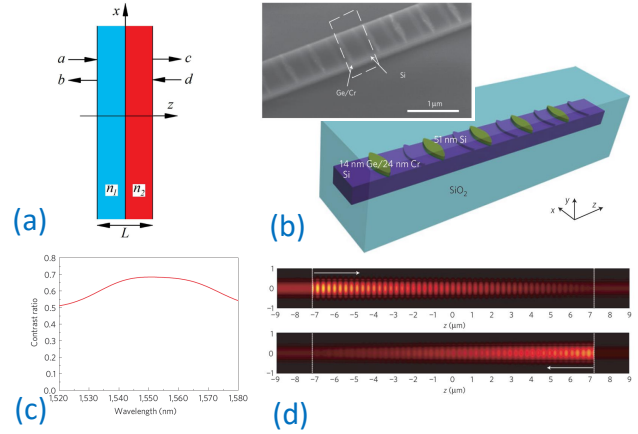 x
a
c
b
d
z
n1
n2
L
(a)
Ge/Cr
Si
1 μm
51 nm Si
14 nm Ge/24 nm Cr
Si
SiO2
y
x
z
(b)
0.8
0.7
0.6
0.5
0.4
0.3
0.2
0.1
0.0
Contrast ratio
1,520 1,530 1,540 1,550 1,560 1,570 1,580
Wavelength (nm)
(c)
1
0
-1
-9 -8 -7 -6 -5 -4 -3 -2 -1 0 1 2 3 4 5 6 7 8 9
z (μm)
1
0
-1
-9 -8 -7 -6 -5 -4 -3 -2 -1 0 1 2 3 4 5 6 7 8 9
z (μm)
(d)